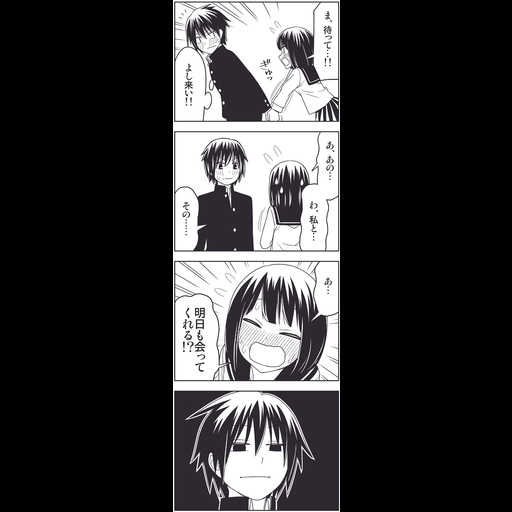 ま、待って…!!
ぎゅっ
よし来い!!
あ、あの…
わ、私と…
その……
あ…
明日も会って
くれる!?